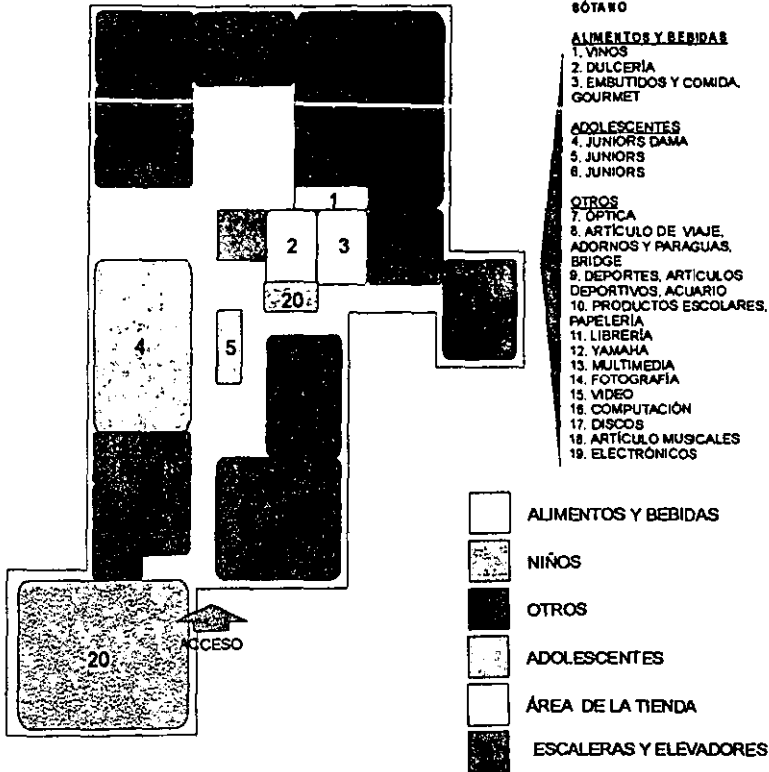 SÓTANO
ALIMENTOS Y BEBIDAS
1. VINOS
2. DULCERÍA
3. EMBUTIDOS Y COMIDA,
GOURMET
ADOLESCENTES
4. JUNIORS DAMA
5. JUNIORS
6. JUNIORS
OTROS
7. ÓPTICA
8. ARTÍCULO DE VIAJE,
ADORNOS Y PARAGUAS,
BRIDGE
9. DEPORTES, ARTÍCULOS
DEPORTIVOS, ACUARIO
10. PRODUCTOS ESCOLARES,
PAPELERÍA
11. LIBRERÍA
12. YAMAHA
13. MULTIMEDIA
14. FOTOGRAFÍA
15. VIDEO
16. COMPUTACIÓN
17. DISCOS
18. ARTÍCULO MUSICALES
19. ELECTRÓNICOS
1
2
3
20
4
5
20
ACCESO
ALIMENTOS Y BEBIDAS
NIÑOS
OTROS
ADOLESCENTES
ÁREA DE LA TIENDA
ESCALERAS Y ELEVADORES